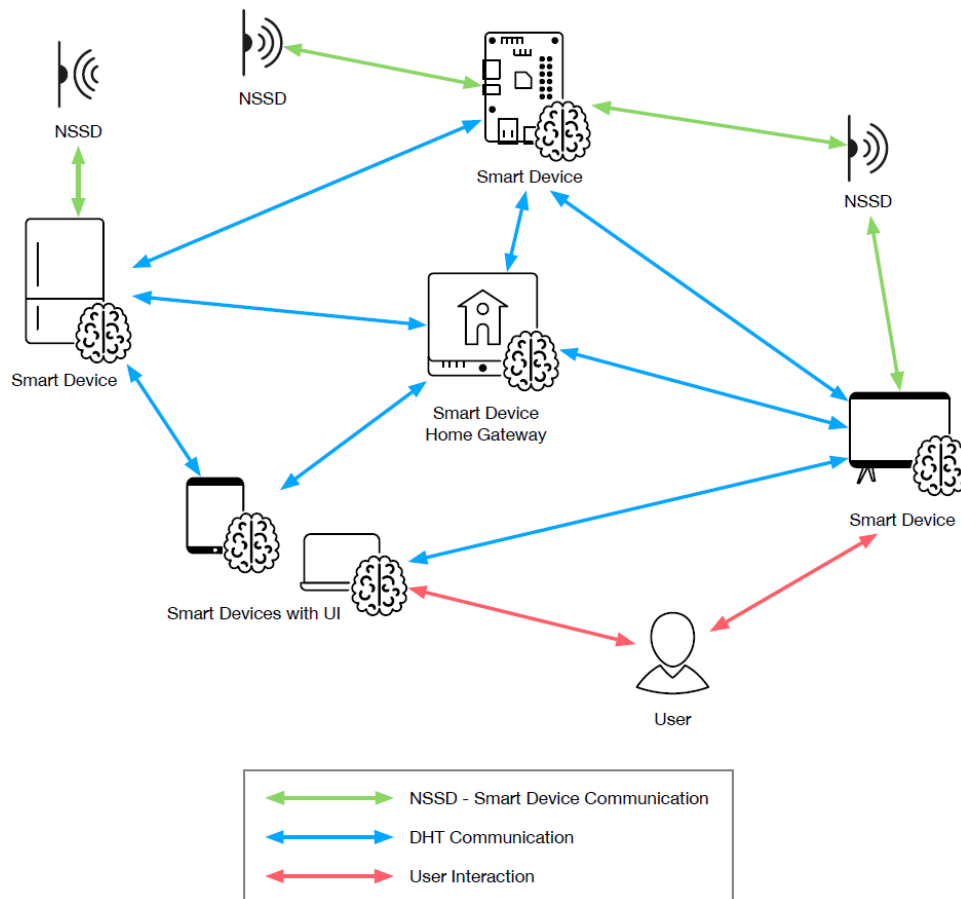 NSSD
NSSD
Smart Device
NSSD
Smart Device
Smart Device
Home Gateway
Smart Device
Smart Devices with UI
User
NSSD - Smart Device Communication
DHT Communication
User Interaction